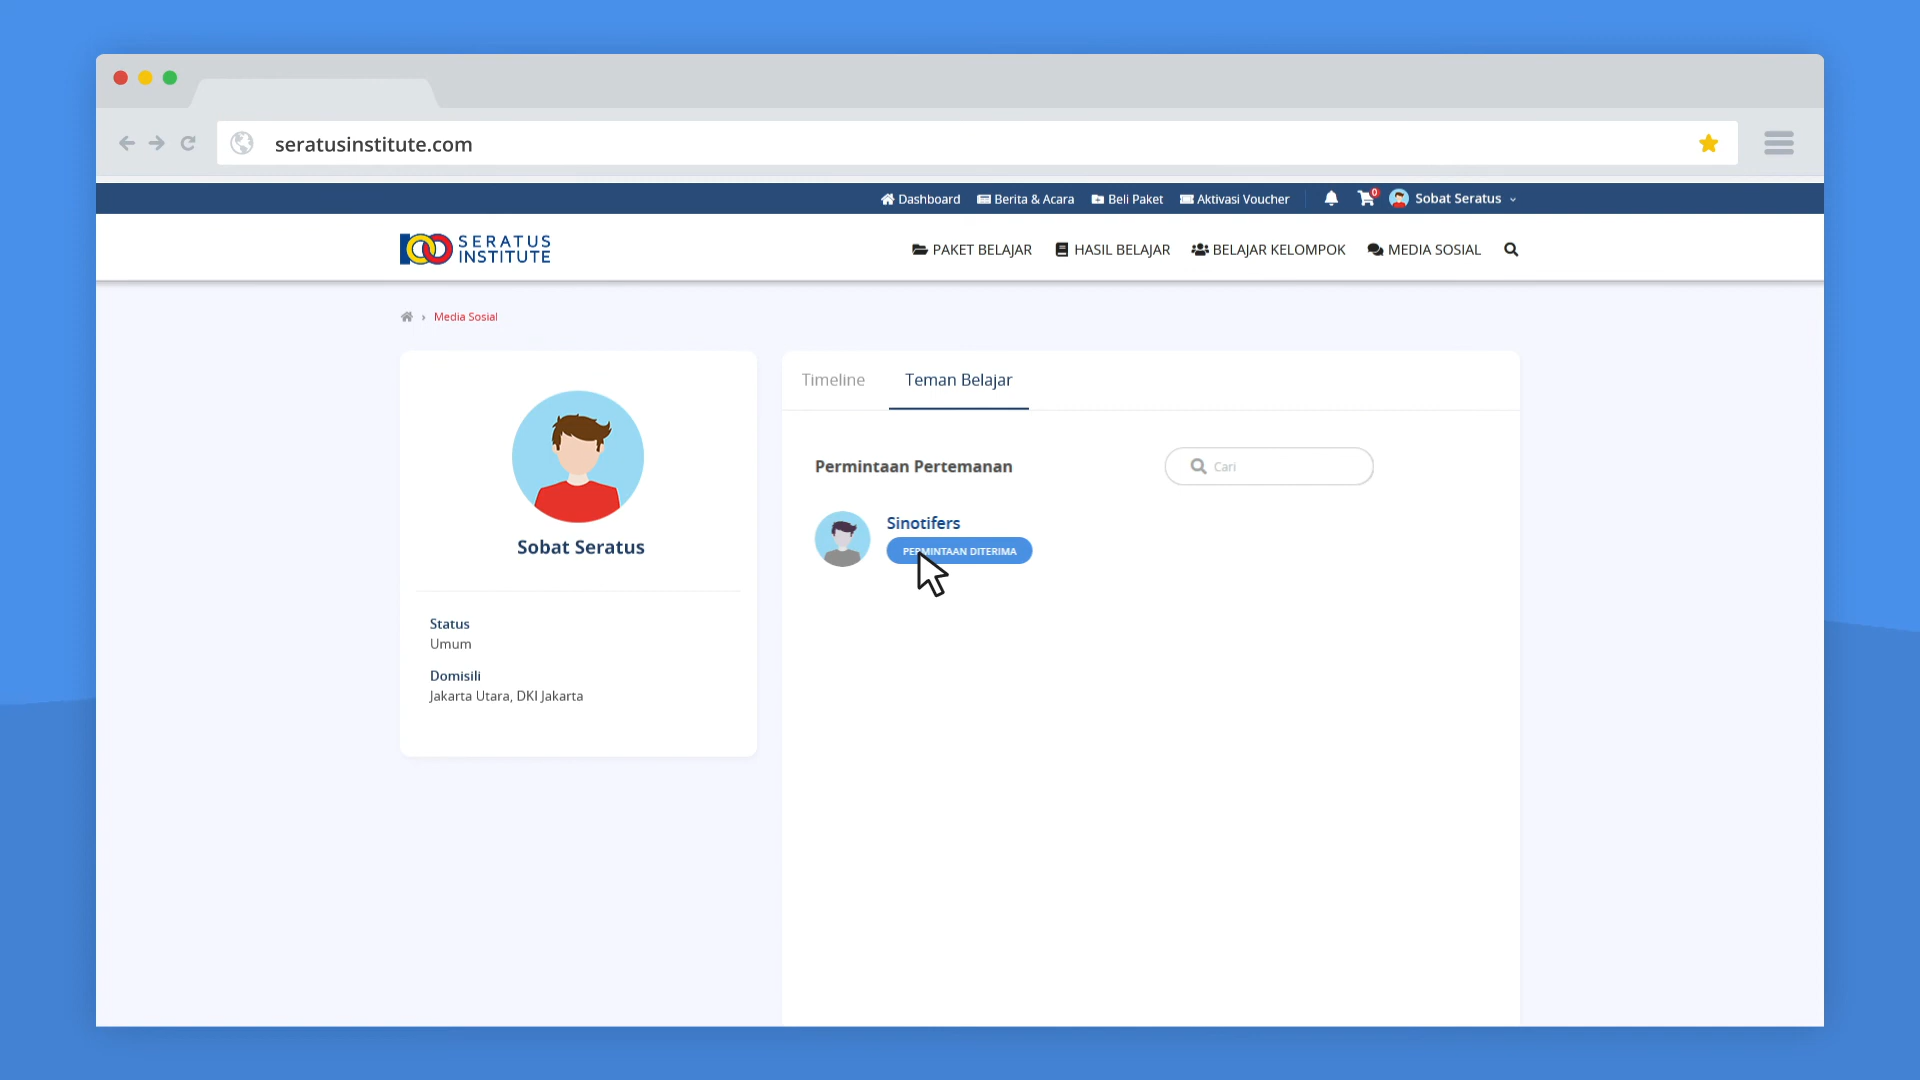 seratusinstitute.com
Dashboard Berita & Acara Beli Paket Aktivasi Voucher 0 Sobat Seratus
SERATUS
INSTITUTE
PAKET BELAJAR HASIL BELAJAR BELAJAR KELOMPOK MEDIA SOSIAL
Media Sosial
Timeline Teman Belajar
Permintaan Pertemanan
Cari
Sinotifers
PERMINTAAN DITERIMA
Sobat Seratus
Status
Umum
Domisili
Jakarta Utara, DKI Jakarta